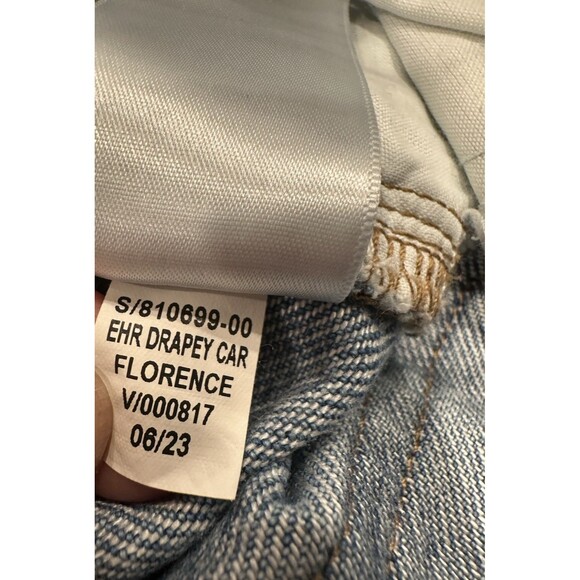 S/810699-00
EHR DRAPEY CAR
FLORENCE
V/000817
06/23